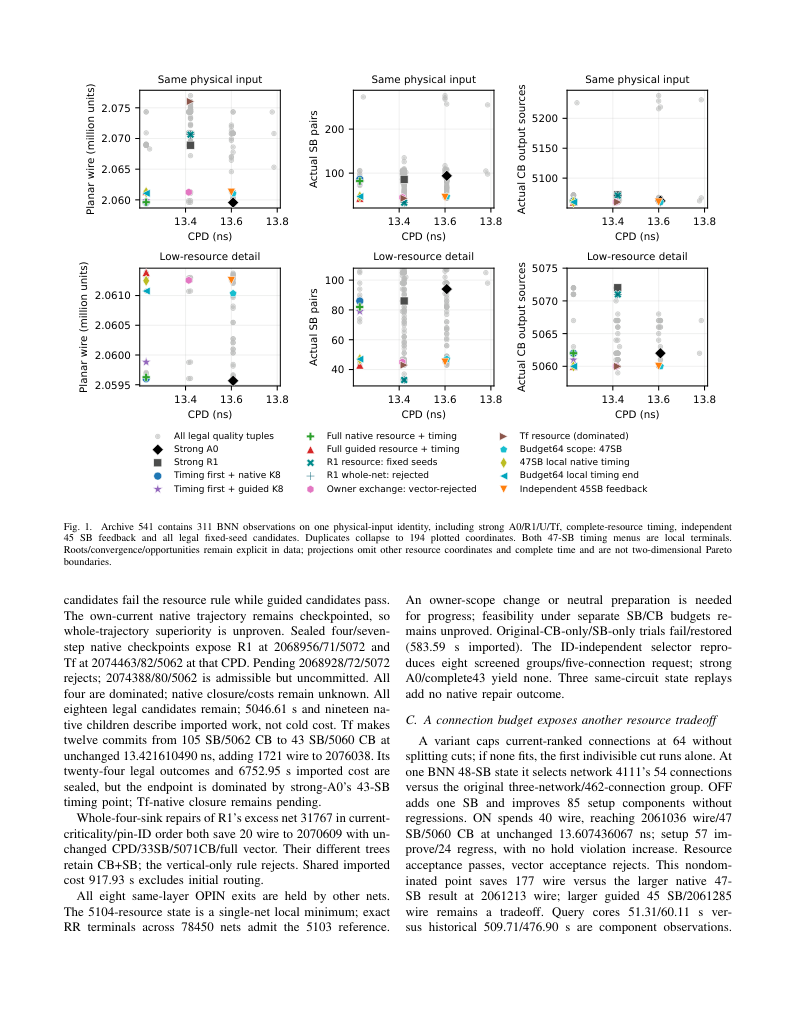 Same physical input
Same physical input
Same physical input
Planar wire (million units)
2.075
2.070
2.065
2.060
13.4
13.6
13.8
CPD (ns)
Actual SB pairs
200
100
13.4
13.6
13.8
CPD (ns)
Actual CB output sources
5200
5150
5100
13.4
13.6
13.8
CPD (ns)
Low-resource detail
Low-resource detail
Low-resource detail
Planar wire (million units)
2.0610
2.0605
2.0600
2.0595
13.4
13.6
13.8
CPD (ns)
Actual SB pairs
100
80
60
40
13.4
13.6
13.8
CPD (ns)
Actual CB output sources
5075
5070
5065
5060
13.4
13.6
13.8
CPD (ns)
All legal quality tuples
Strong A0
Strong R1
Timing first + native K8
Timing first + guided K8
Full native resource + timing
Full guided resource + timing
R1 resource: fixed seeds
R1 whole-net: rejected
Owner exchange: vector-rejected
Tf resource (dominated)
Budget64 scope: 47SB
47SB local native timing
Budget64 local timing end
Independent 45SB feedback
Fig. 1. Archive 541 contains 311 BNN observations on one physical-input identity, including strong A0/R1/U/Tf, complete-resource timing, independent
45 SB feedback and all legal fixed-seed candidates. Duplicates collapse to 194 plotted coordinates. Both 47-SB timing menus are local terminals.
Roots/convergence/opportunities remain explicit in data; projections omit other resource coordinates and complete time and are not two-dimensional Pareto
boundaries.
candidates fail the resource rule while guided candidates pass.
The own-current native trajectory remains checkpointed, so
whole-trajectory superiority is unproven. Sealed four/seven-
step native checkpoints expose R1 at 2068956/71/5072 and
Tf at 2074463/82/5062 at that CPD. Pending 2068928/72/5072
rejects; 2074388/80/5062 is admissible but uncommitted. All
four are dominated; native closure/costs remain unknown. All
eighteen legal candidates remain; 5046.61 s and nineteen na-
tive children describe imported work, not cold cost. Tf makes
twelve commits from 105 SB/5062 CB to 43 SB/5060 CB at
unchanged 13.421610490 ns, adding 1721 wire to 2076038. Its
twenty-four legal outcomes and 6752.95 s imported cost are
sealed, but the endpoint is dominated by strong-A0's 43-SB
timing point; Tf-native closure remains pending.
Whole-four-sink repairs of R1's excess net 31767 in current-
criticality/pin-ID order both save 20 wire to 2070609 with un-
changed CPD/33SB/5071CB/full vector. Their different trees
retain CB+SB; the vertical-only rule rejects. Shared imported
cost 917.93 s excludes initial routing.
All eight same-layer OPIN exits are held by other nets.
The 5104-resource state is a single-net local minimum; exact
RR terminals across 78450 nets admit the 5103 reference.
An owner-scope change or neutral preparation is needed
for progress; feasibility under separate SB/CB budgets re-
mains unproved. Original-CB-only/SB-only trials fail/restored
(583.59 s imported). The ID-independent selector repro-
duces eight screened groups/five-connection request; strong
A0/complete43 yield none. Three same-circuit state replays
add no native repair outcome.
C. A connection budget exposes another resource tradeoff
A variant caps current-ranked connections at 64 without
splitting cuts; if none fits, the first indivisible cut runs alone. At
one BNN 48-SB state it selects network 4111's 54 connections
versus the original three-network/462-connection group. OFF
adds one SB and improves 85 setup components without
regressions. ON spends 40 wire, reaching 2061036 wire/47
SB/5060 CB at unchanged 13.607436067 ns; setup 57 im-
prove/24 regress, with no hold violation increase. Resource
acceptance passes, vector acceptance rejects. This nondom-
inated point saves 177 wire versus the larger native 47-
SB result at 2061213 wire; larger guided 45 SB/2061285
wire remains a tradeoff. Query cores 51.31/60.11 s ver-
sus historical 509.71/476.90 s are component observations.